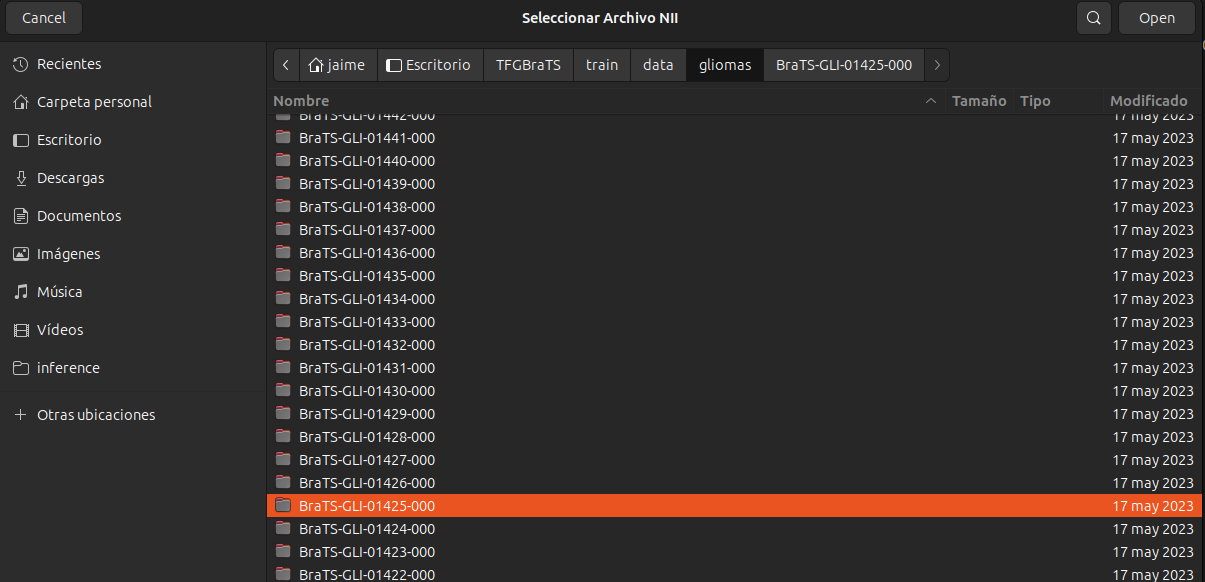 Cancel Seleccionar Archivo NII Open
jaime Escritorio TFGBraTS train data gliomas BraTS-GLI-01425-000
Recientes
Carpeta personal
Escritorio
Descargas
Documentos
Imágenes
Música
Vídeos
inference
Otras ubicaciones
Nombre Tamaño Tipo Modificado
BraTS-GLI-01442-000 17 may 2023
BraTS-GLI-01441-000 17 may 2023
BraTS-GLI-01440-000 17 may 2023
BraTS-GLI-01439-000 17 may 2023
BraTS-GLI-01438-000 17 may 2023
BraTS-GLI-01437-000 17 may 2023
BraTS-GLI-01436-000 17 may 2023
BraTS-GLI-01435-000 17 may 2023
BraTS-GLI-01434-000 17 may 2023
BraTS-GLI-01433-000 17 may 2023
BraTS-GLI-01432-000 17 may 2023
BraTS-GLI-01431-000 17 may 2023
BraTS-GLI-01430-000 17 may 2023
BraTS-GLI-01429-000 17 may 2023
BraTS-GLI-01428-000 17 may 2023
BraTS-GLI-01427-000 17 may 2023
BraTS-GLI-01426-000 17 may 2023
BraTS-GLI-01425-000 17 may 2023
BraTS-GLI-01424-000 17 may 2023
BraTS-GLI-01423-000 17 may 2023
BraTS-GLI-01422-000 17 may 2023